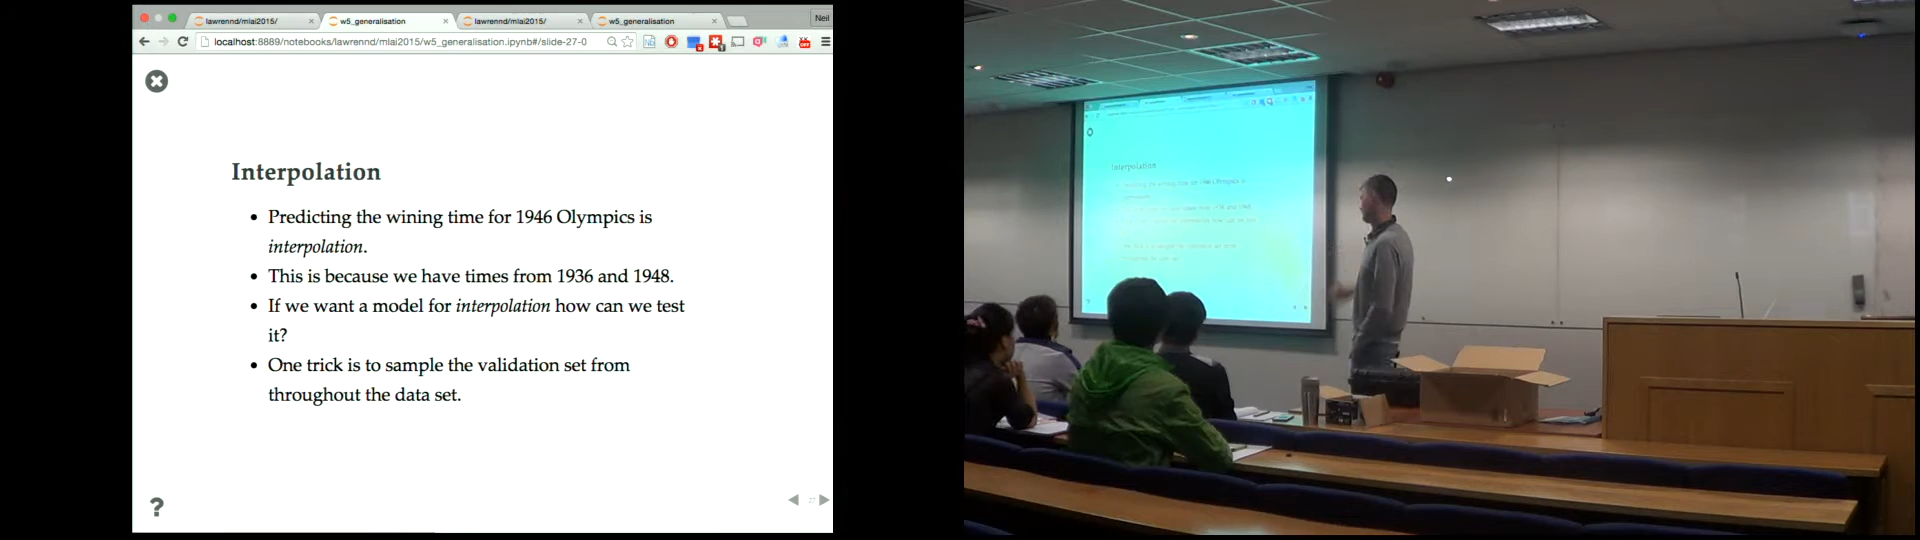 lawrennd/mlai2015/
w5_generalisation
lawrennd/mlai2015/
w5_generalisation
Neil
localhost:8889/notebooks/lawrennd/mlai2015/w5_generalisation.ipynb#/slide-27-0
Interpolation
• Predicting the wining time for 1946 Olympics is
interpolation.
• This is because we have times from 1936 and 1948.
• If we want a model for interpolation how can we test
it?
• One trick is to sample the validation set from
throughout the data set.
?
Interpolation